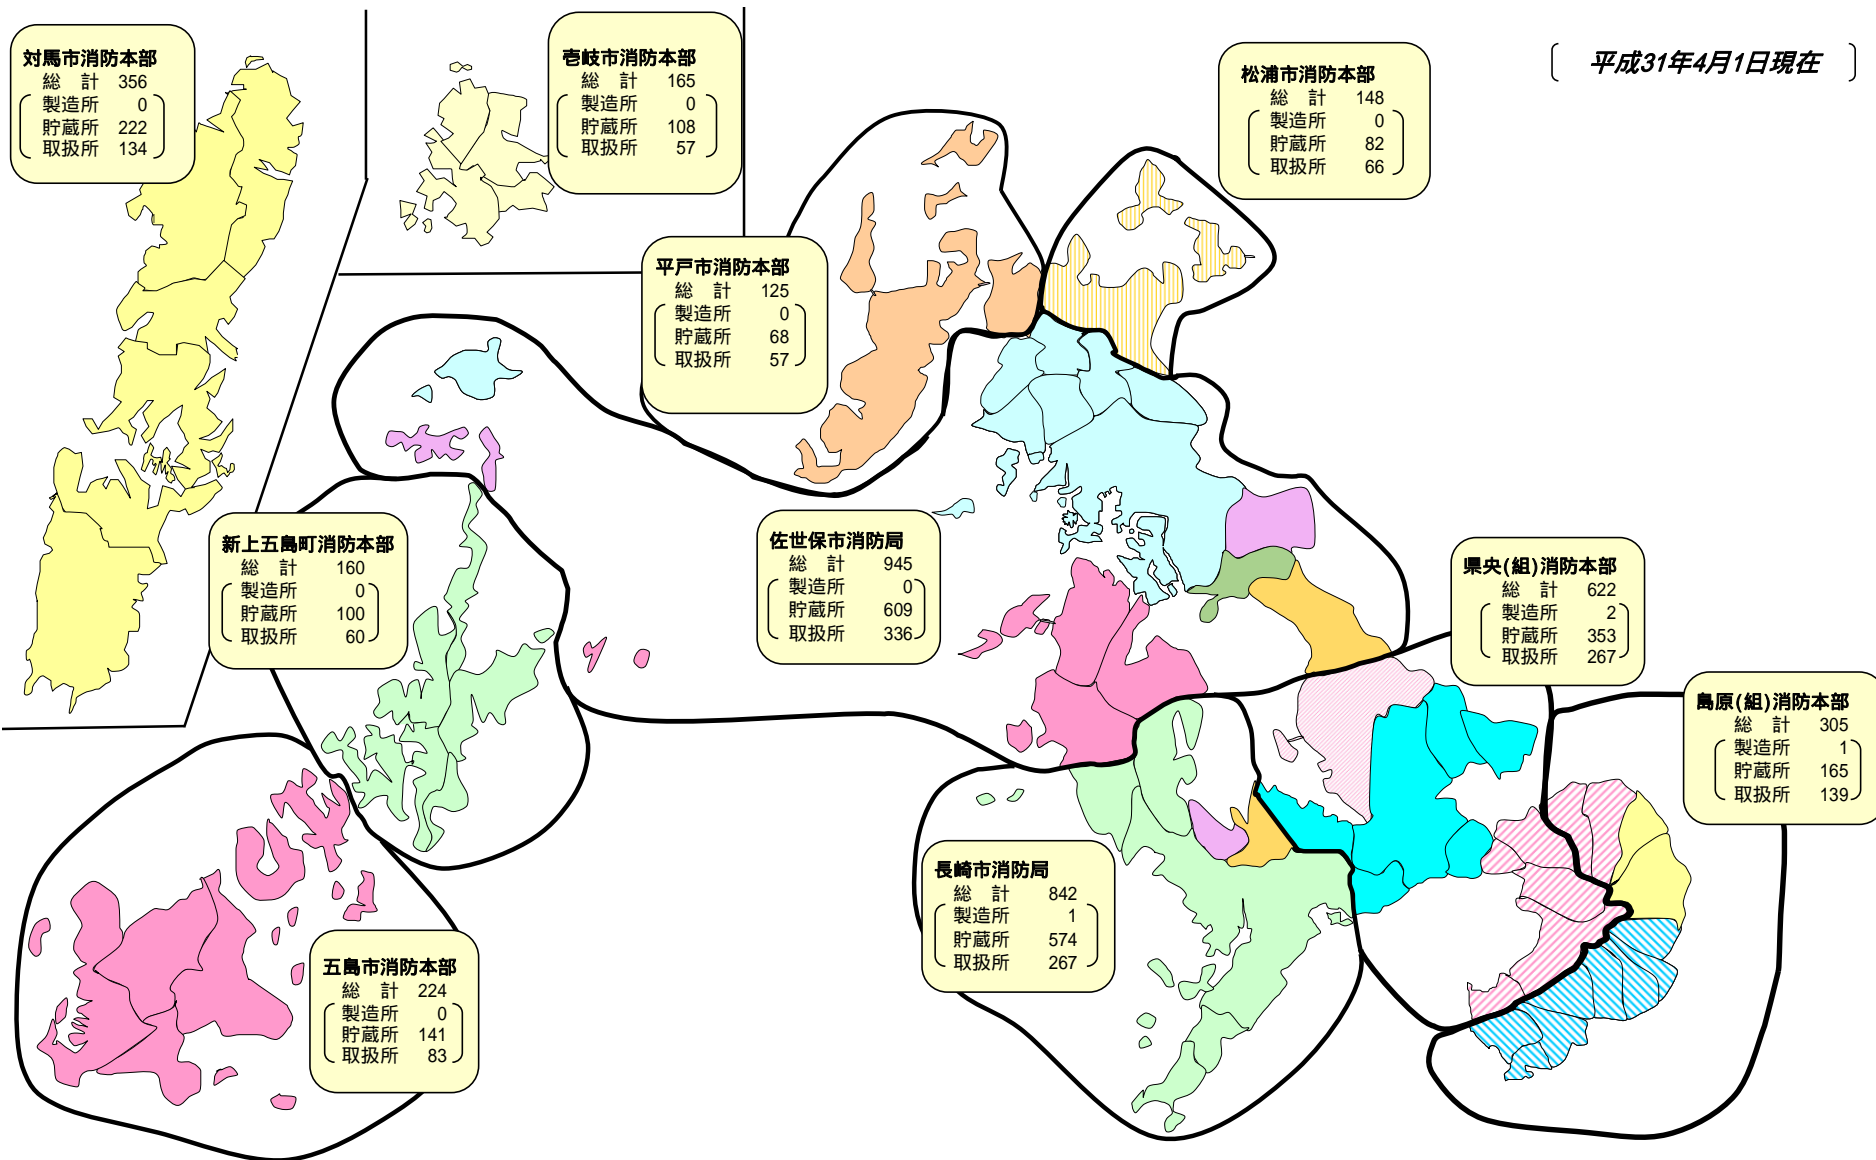 平成31年4月1日現在
対馬市消防本部
総 計 356
製造所 0
貯蔵所 222
取扱所 134
壱岐市消防本部
総 計 165
製造所 0
貯蔵所 108
取扱所 57
松浦市消防本部
総 計 148
製造所 0
貯蔵所 82
取扱所 66
平戸市消防本部
総 計 125
製造所 0
貯蔵所 68
取扱所 57
新上五島町消防本部
総 計 160
製造所 0
貯蔵所 100
取扱所 60
佐世保市消防局
総 計 945
製造所 0
貯蔵所 609
取扱所 336
県央(組)消防本部
総 計 622
製造所 2
貯蔵所 353
取扱所 267
島原(組)消防本部
総 計 305
製造所 1
貯蔵所 165
取扱所 139
長崎市消防局
総 計 842
製造所 1
貯蔵所 574
取扱所 267
五島市消防本部
総 計 224
製造所 0
貯蔵所 141
取扱所 83